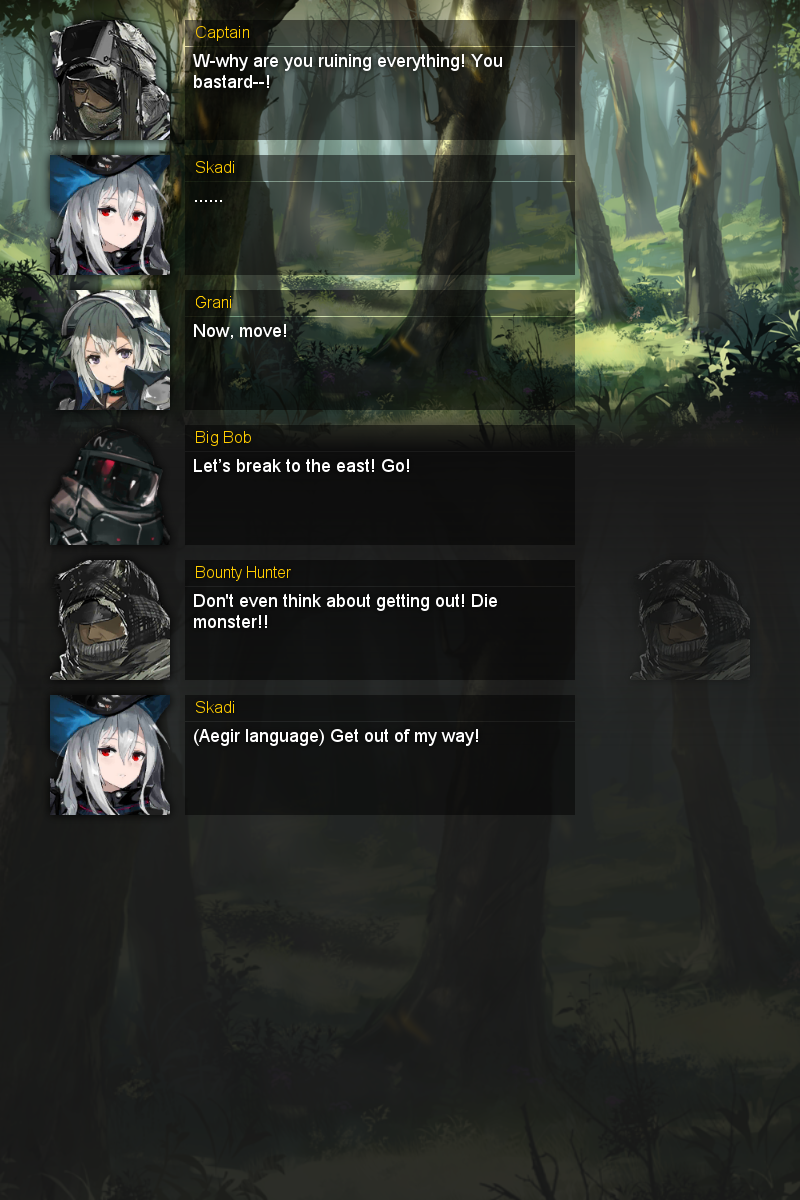 Captain
W-why are you ruining everything! You
bastard--!
Skadi
......
Grani
Now, move!
Big Bob
Let's break to the east! Go!
Bounty Hunter
Don't even think about getting out! Die
monster!!
Skadi
(Aegir language) Get out of my way!